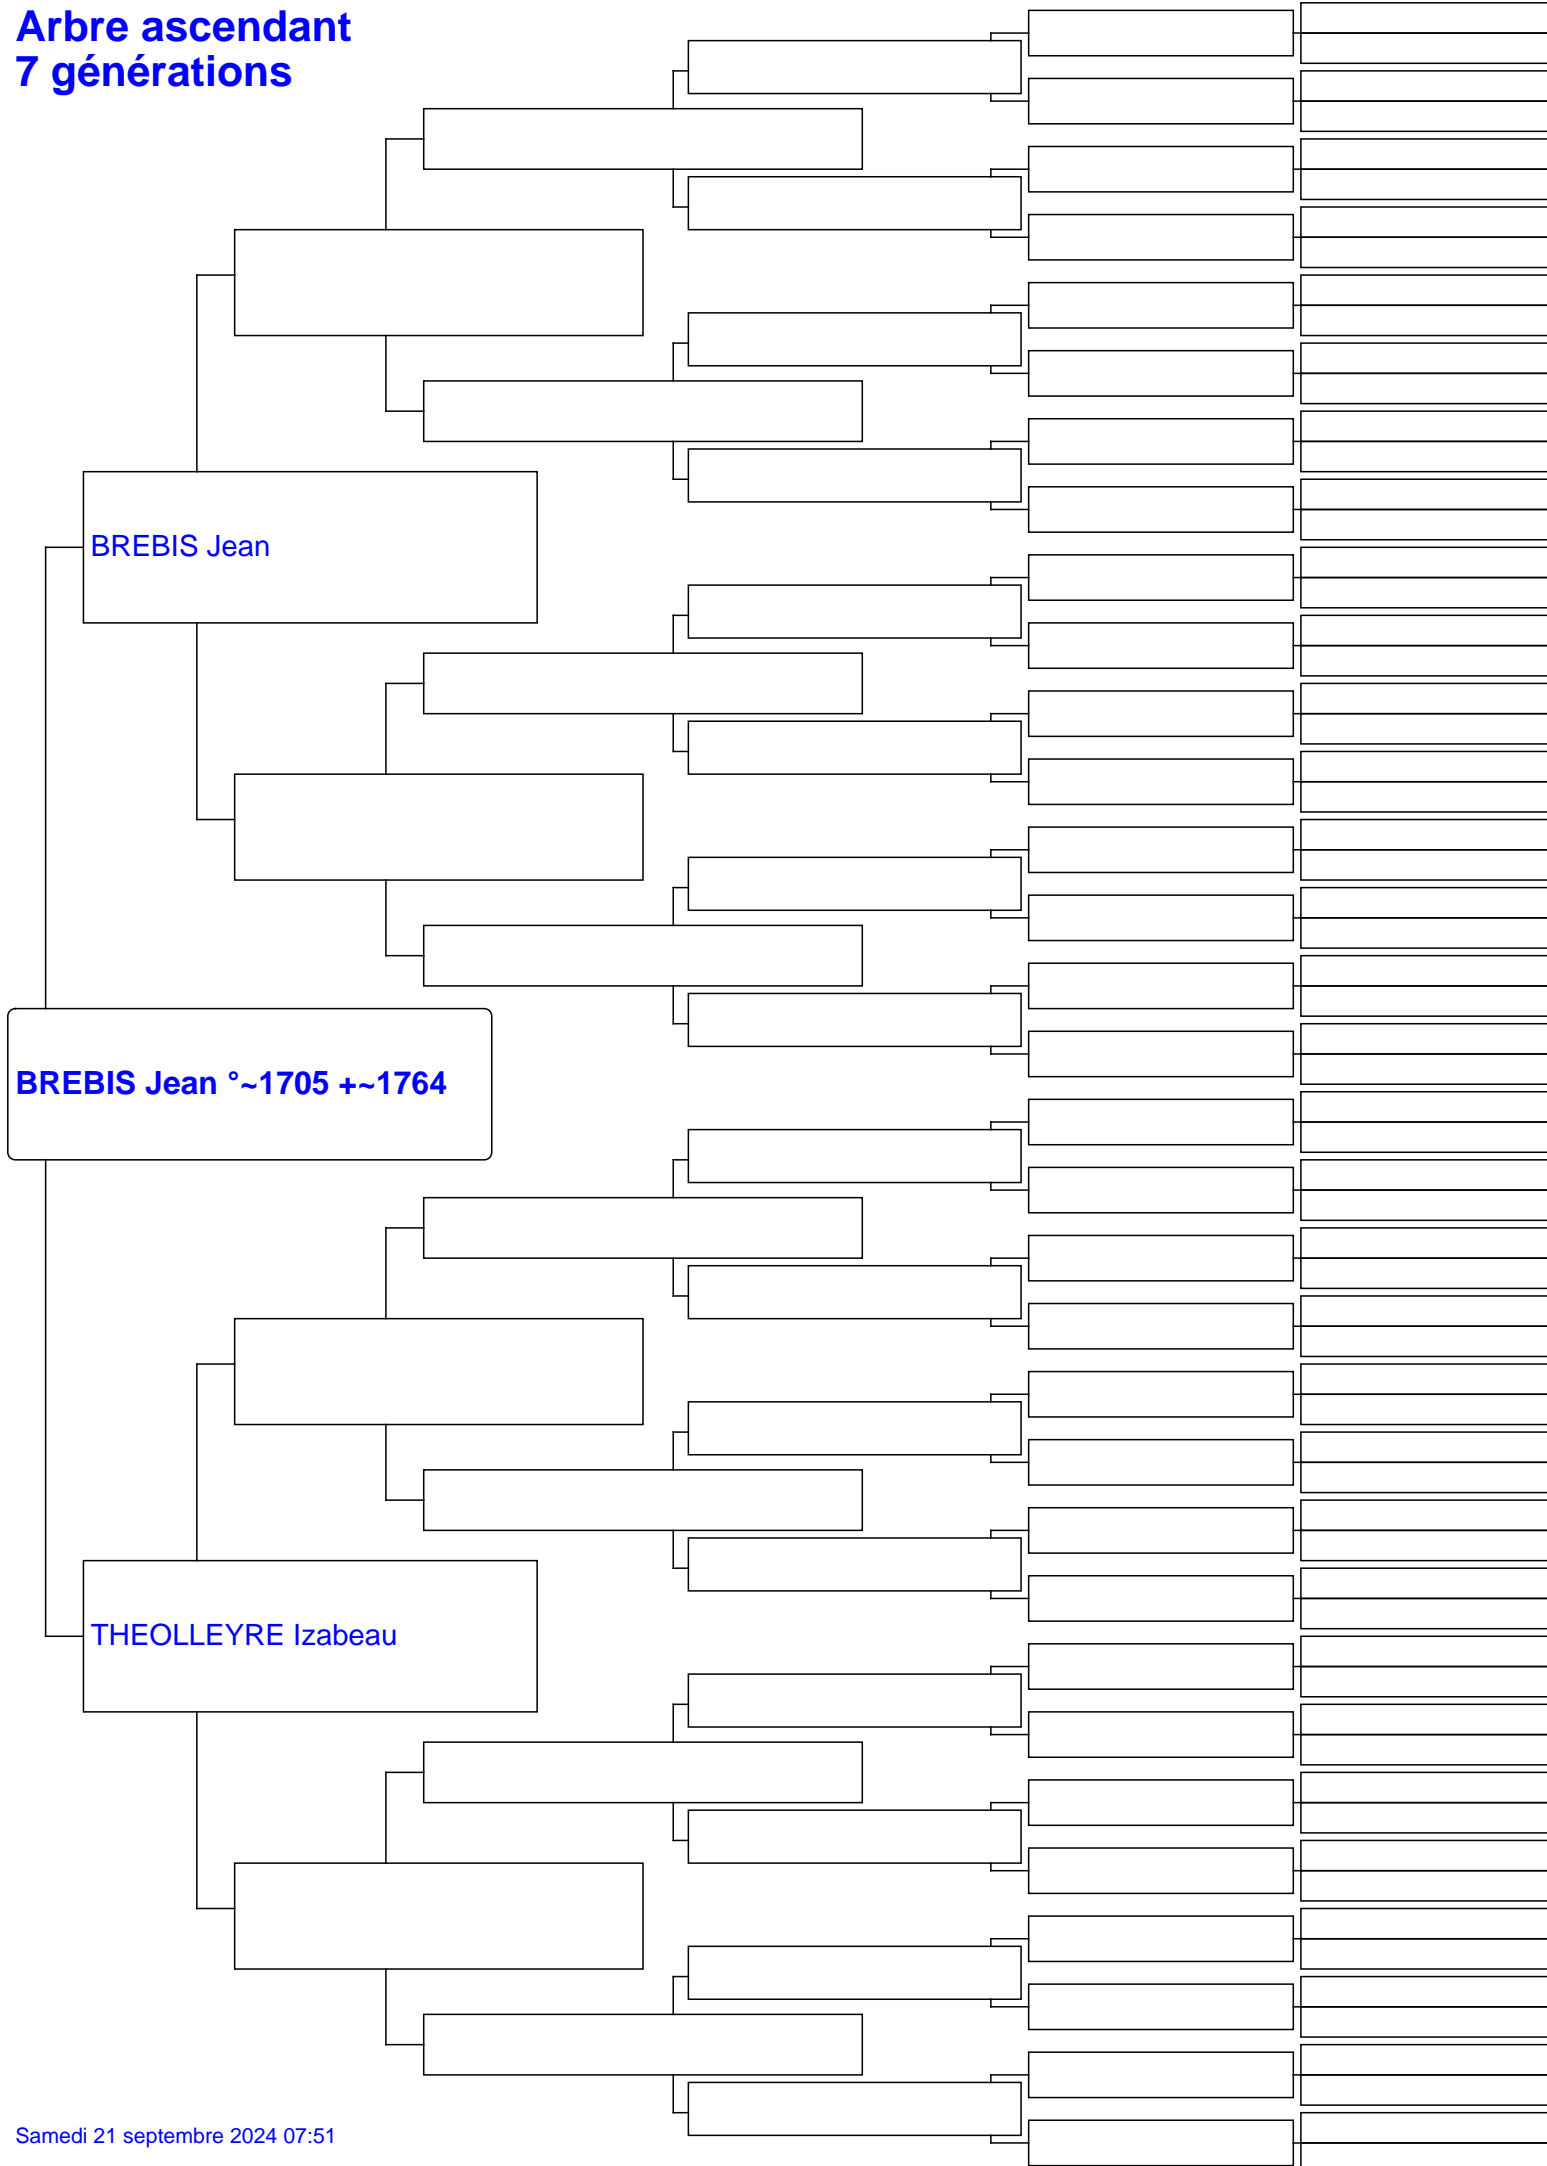 Arbre ascendant
7 générations
BREBIS Jean
BREBIS Jean °~1705 +~1764
THEOLLEYRE Izabeau
Samedi 21 septembre 2024 07:51